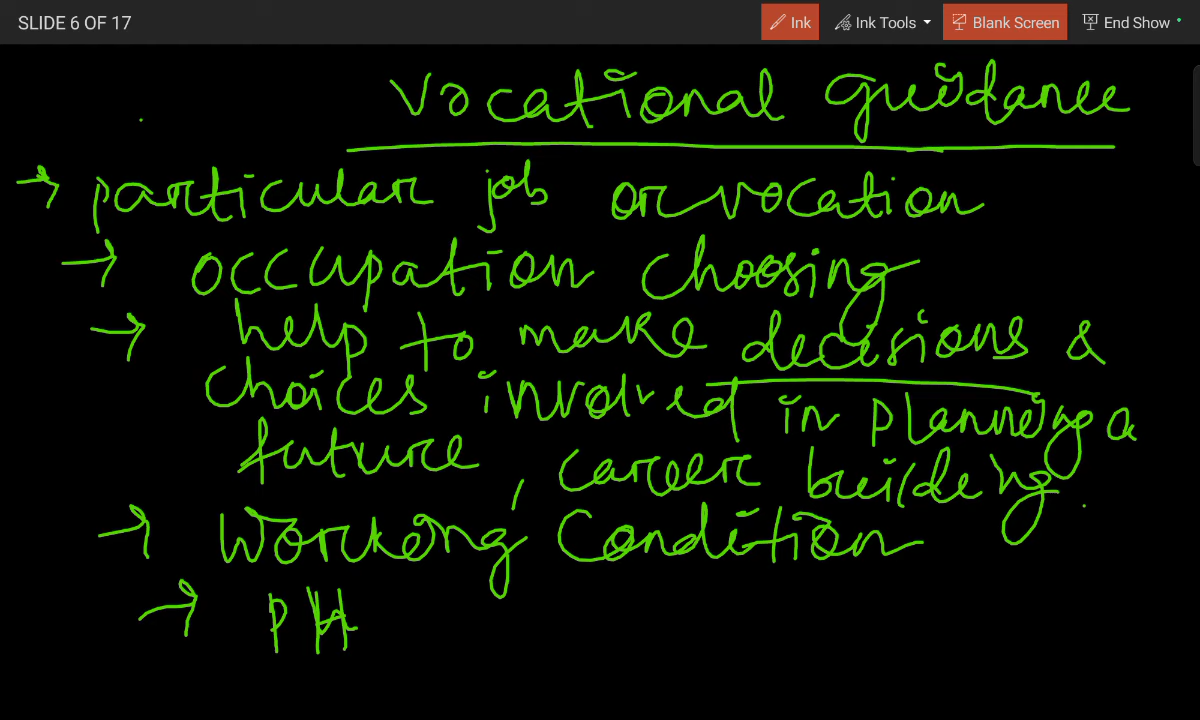 SLIDE 6 OF 17 Ink Ink Tools Blank Screen End Show
Vocational guidance
→ particular job or vocation
→ occupation choosing
→ help to make decisions &
choices involved in planning a
future, career building.
→ Working Condition
→ PH